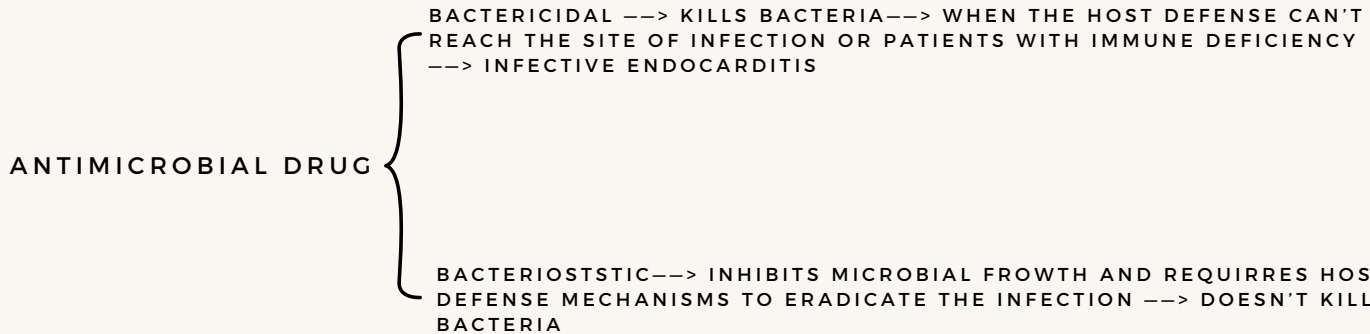 BACTERICIDAL ——> KILLS BACTERIA——> WHEN THE HOST DEFENSE CAN'T
REACH THE SITE OF INFECTION OR PATIENTS WITH IMMUNE DEFICIENCY
——> INFECTIVE ENDOCARDITIS
ANTIMICROBIAL DRUG
BACTERIOSTSTIC——> INHIBITS MICROBIAL FROWTH AND REQUIRRES HOS
DEFENSE MECHANISMS TO ERADICATE THE INFECTION ——> DOESN'T KILL
BACTERIA